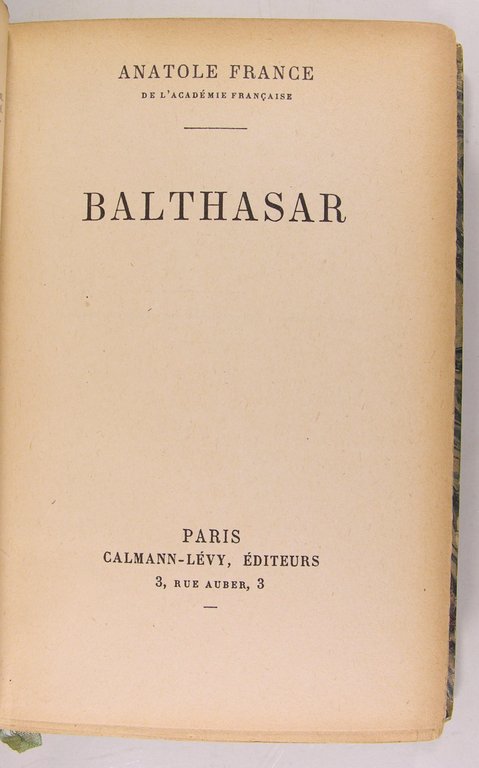 ANATOLE FRANCE
DE L'ACADÉMIE FRANÇAISE
BALTHASAR
PARIS
CALMANN-LÉVY, ÉDITEURS
3, RUE AUBER, 3